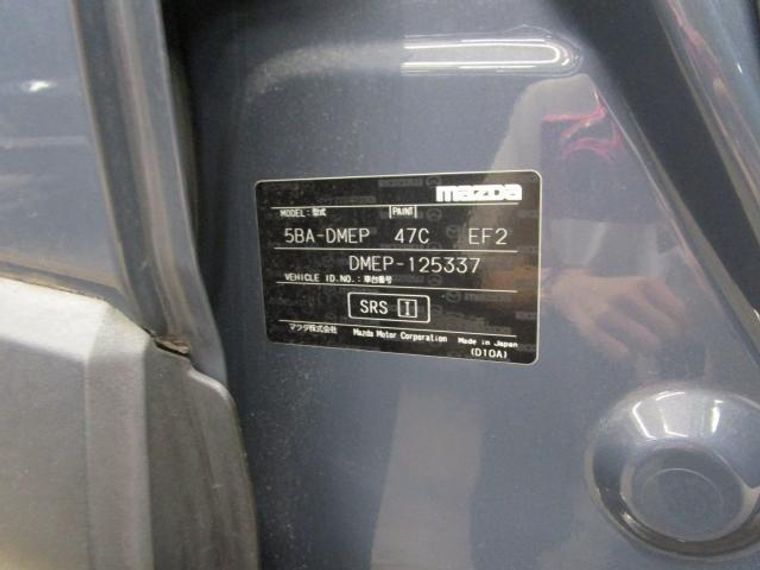 mazda
MODEL:型式 PAINT
5BA-DMEP 47C EF2
DMEP-125337
VEHICLE ID.NO.:車台番号
SRS I
マツダ株式会社 Mazda Motor Corporation Made in Japan
(D10A)